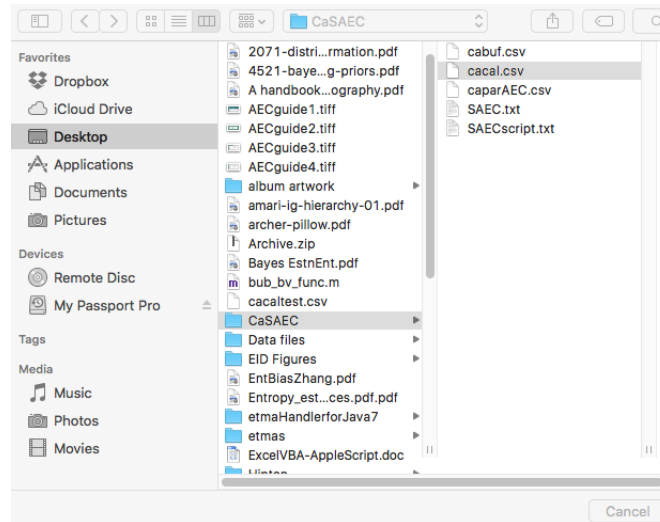 CaSAEC
Favorites
Dropbox
iCloud Drive
Desktop
Applications
Documents
Pictures
Devices
Remote Disc
My Passport Pro
Tags
Media
Music
Photos
Movies
2071-distri...rmation.pdf
4521-baye...g-priors.pdf
A handbook...ography.pdf
AECguide1.tiff
AECguide2.tiff
AECguide3.tiff
AECguide4.tiff
album artwork
amari-ig-hierarchy-01.pdf
archer-pillow.pdf
Archive.zip
Bayes EstnEnt.pdf
bub_bv_func.m
cacaltest.csv
CaSAEC
Data files
EID Figures
EntBiasZhang.pdf
Entropy_est...ces.pdf.pdf
etmaHandlerforJava7
etmas
ExcelVBA-AppleScript.doc
cabuf.csv
cacal.csv
caparAEC.csv
SAEC.txt
SAECscript.txt
Cancel